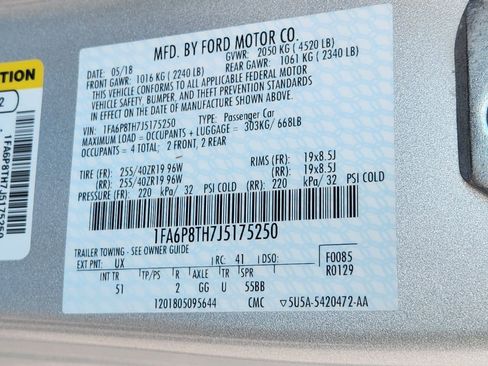 MFD. BY FORD MOTOR CO.
DATE: 05/18 GVWR: 2050 KG ( 4520 LB)
FRONT GAWR: 1016 KG ( 2240 LB) REAR GAWR: 1061 KG ( 2340 LB)
THIS VEHICLE CONFORMS TO ALL APPLICABLE FEDERAL MOTOR
VEHICLE SAFETY, BUMPER, AND THEFT PREVENTION STANDARDS
IN EFFECT ON THE DATE OF MANUFACTURE SHOWN ABOVE.
VIN: 1FA6P8TH7J5175250 TYPE: Passenger Car
MAXIMUM LOAD = OCCUPANTS + LUGGAGE = 303KG/ 668LB
OCCUPANTS = 4 TOTAL; 2 FRONT, 2 REAR
TIRE (FR): 255/40ZR19 96W RIMS (FR): 19x8.5J
TIRE (RR): 255/40ZR19 96W RIMS (RR): 19x8.5J
PRESSURE (FR): 220 kPa/ 32 PSI COLD (RR): 220 kPa/ 32 PSI COLD
1FA6P8TH7J5175250
TRAILER TOWING - SEE OWNER GUIDE
EXT PNT: UX RC: 41 DSO: F0085
R0129
INT TR TP/PS R AXLE TR SPR
51 2 GG U 55BB
1201805095644 CMC 5U5A-5420472-AA
1FA6P8TH7J5175250